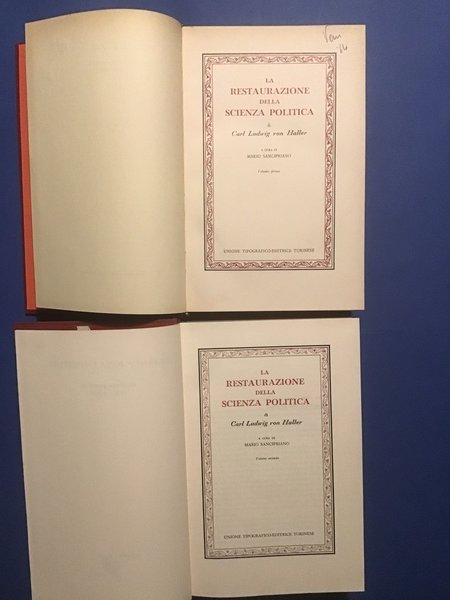 LA
RESTAURAZIONE
DELLA
SCIENZA POLITICA
di
Carl Ludwig von Haller
A CURA DI
MARIO SANCIPRIANO
Volume primo
UNIONE TIPOGRAFICO-EDITRICE TORINESE
LA
RESTAURAZIONE
DELLA
SCIENZA POLITICA
di
Carl Ludwig von Haller
A CURA DI
MARIO SANCIPRIANO
Volume secondo
UNIONE TIPOGRAFICO-EDITRICE TORINESE